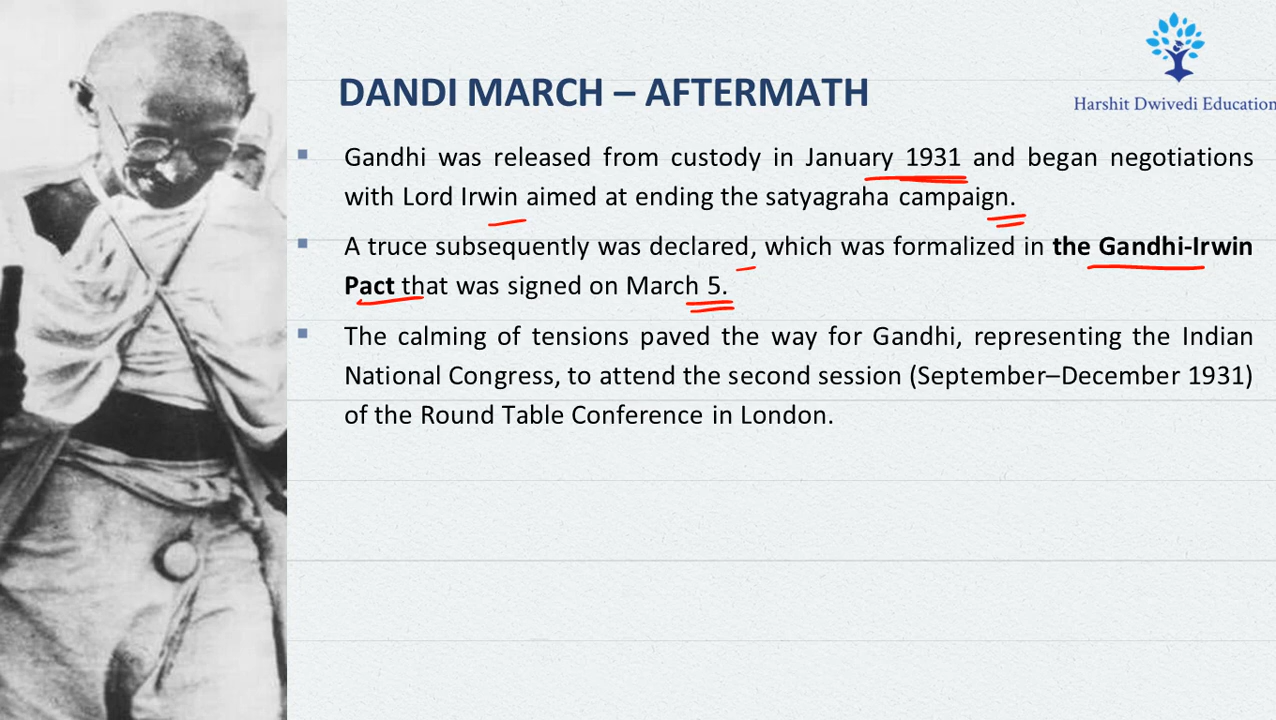 Harshit Dwivedi Education
DANDI MARCH – AFTERMATH
▪ Gandhi was released from custody in January 1931 and began negotiations
with Lord Irwin aimed at ending the satyagraha campaign.
▪ A truce subsequently was declared, which was formalized in the Gandhi-Irwin
Pact that was signed on March 5.
▪ The calming of tensions paved the way for Gandhi, representing the Indian
National Congress, to attend the second session (September–December 1931)
of the Round Table Conference in London.